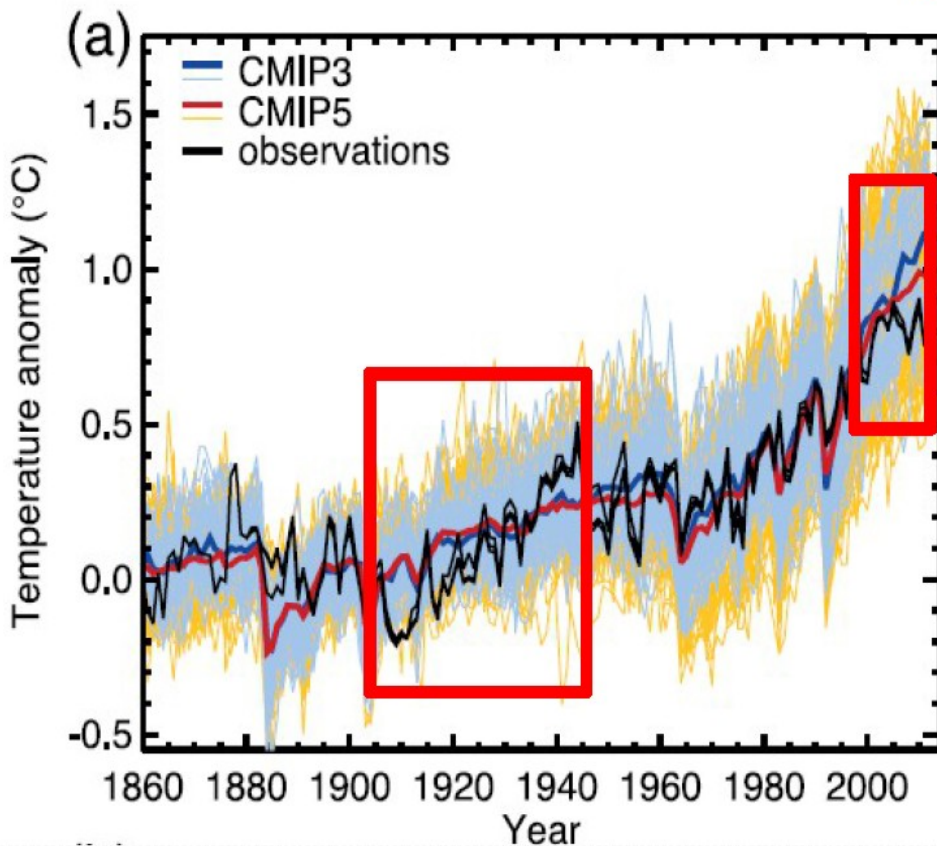 (a)
CMIP3
CMIP5
observations
Temperature anomaly (°C)
1.5
1.0
0.5
0.0
-0.5
1860 1880 1900 1920 1940 1960 1980 2000
Year